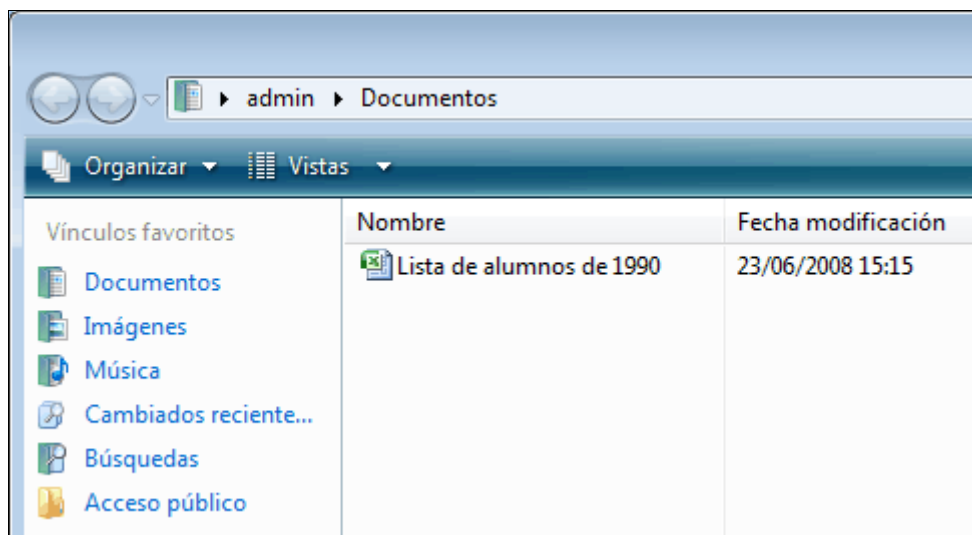 admin Documentos
Organizar Vistas
Vínculos favoritos
Documentos
Imágenes
Música
Cambiados reciente...
Búsquedas
Acceso público
Nombre Fecha modificación
Lista de alumnos de 1990 23/06/2008 15:15